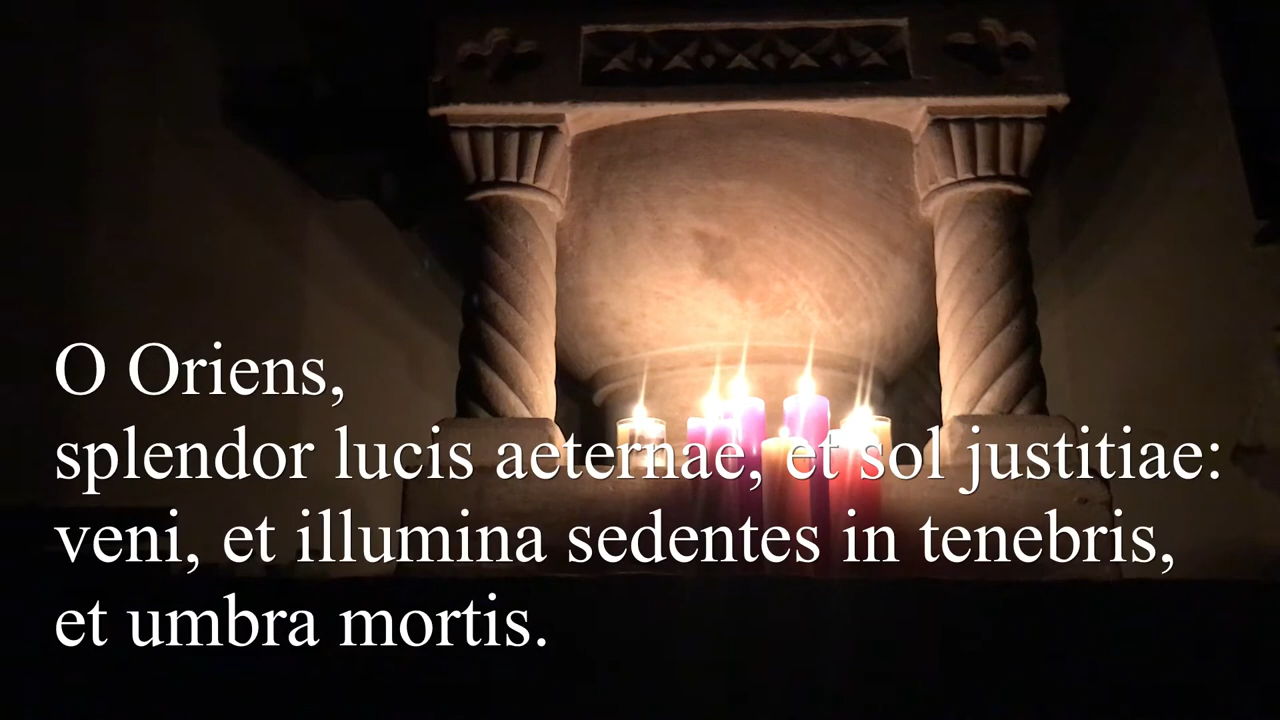 O Oriens,
splendor lucis aeternae, et sol justitiae:
veni, et illumina sedentes in tenebris,
et umbra mortis.